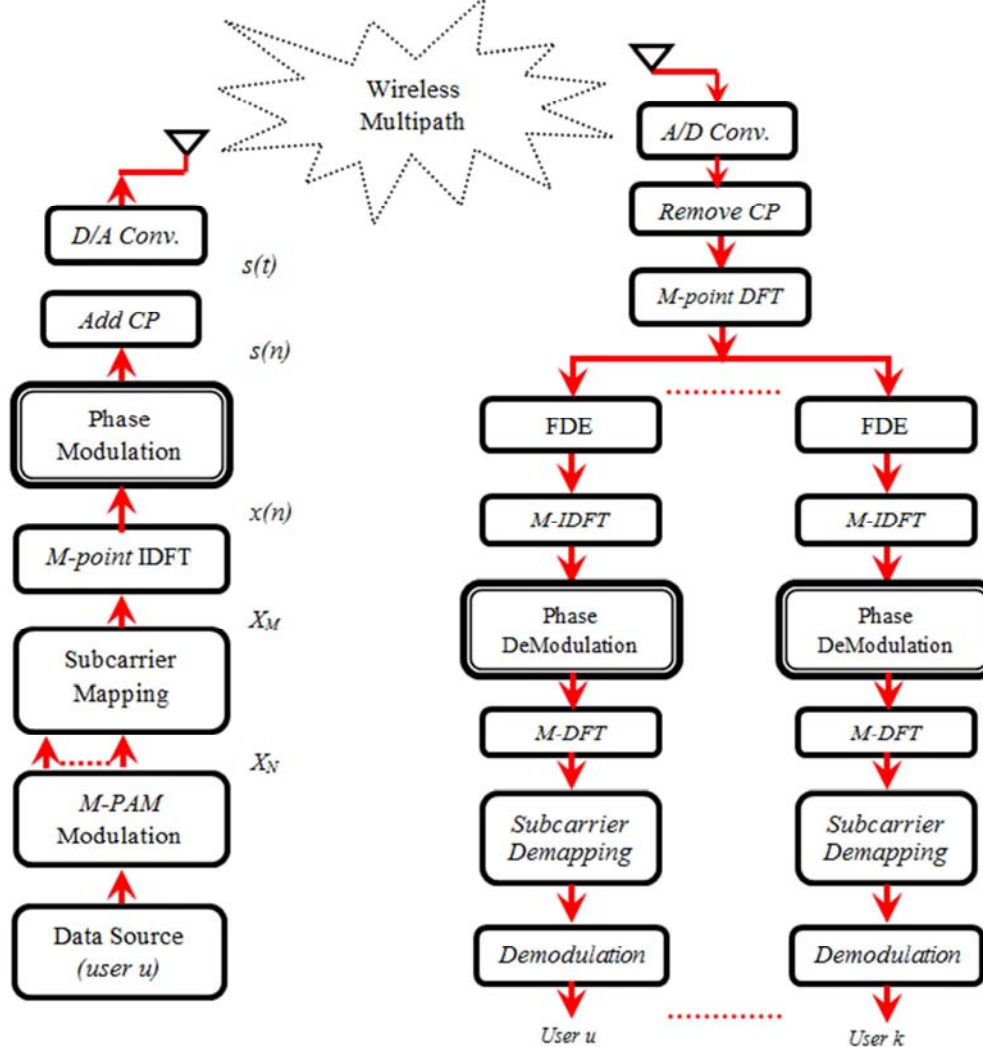 Wireless
Multipath
D/A Conv.
s(t)
Add CP
s(n)
Phase
Modulation
x(n)
M-point IDFT
X_M
Subcarrier
Mapping
X_N
M-PAM
Modulation
Data Source
(user u)
A/D Conv.
Remove CP
M-point DFT
FDE
M-IDFT
Phase
DeModulation
M-DFT
Subcarrier
Demapping
Demodulation
User u
FDE
M-IDFT
Phase
DeModulation
M-DFT
Subcarrier
Demapping
Demodulation
User k